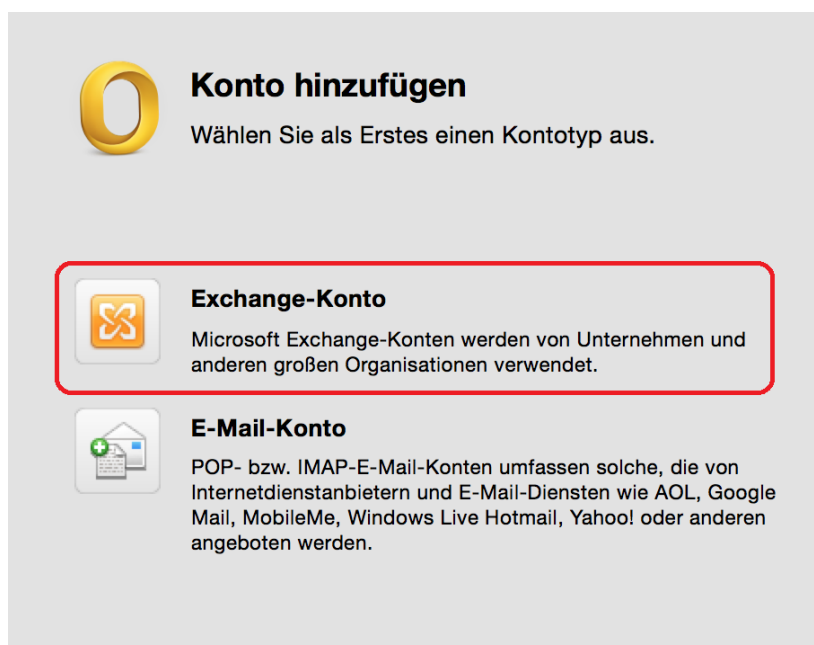 Konto hinzufügen
Wählen Sie als Erstes einen Kontotyp aus.
Exchange-Konto
Microsoft Exchange-Konten werden von Unternehmen und
anderen großen Organisationen verwendet.
E-Mail-Konto
POP- bzw. IMAP-E-Mail-Konten umfassen solche, die von
Internetdienstanbietern und E-Mail-Diensten wie AOL, Google
Mail, MobileMe, Windows Live Hotmail, Yahoo! oder anderen
angeboten werden.